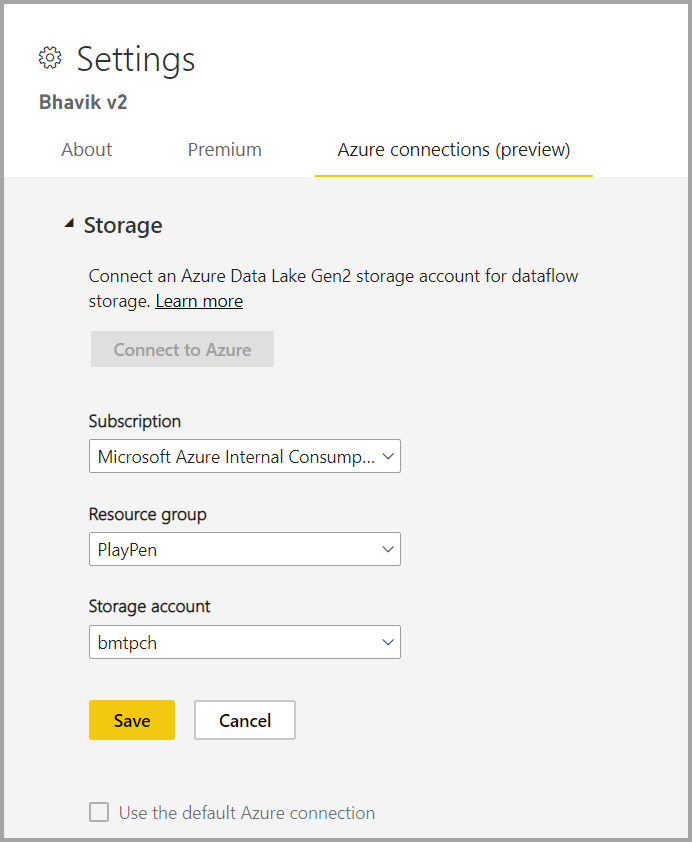 Settings
Bhavik v2
About Premium Azure connections (preview)
Storage
Connect an Azure Data Lake Gen2 storage account for dataflow
storage. Learn more
Connect to Azure
Subscription
Microsoft Azure Internal Consump...
Resource group
PlayPen
Storage account
bmtpch
Save Cancel
Use the default Azure connection